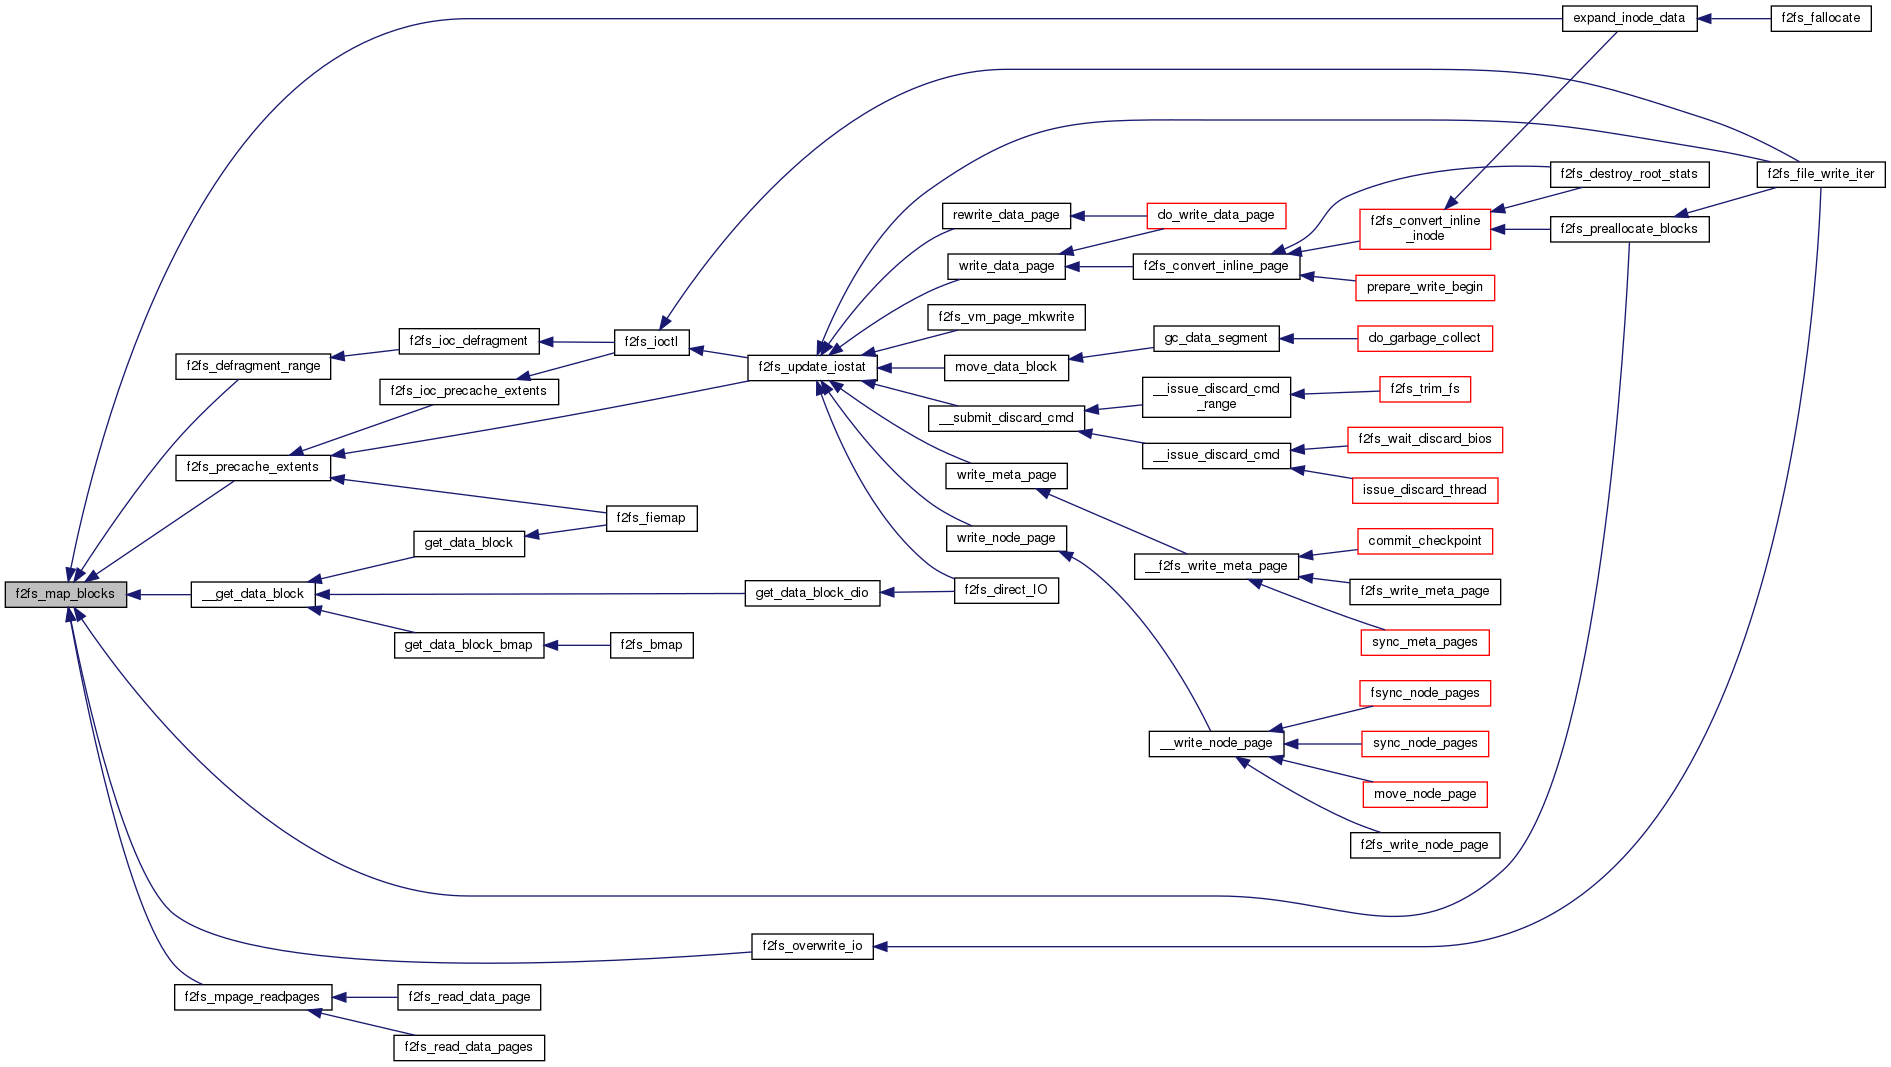 expand_inode_data
f2fs_fallocate
f2fs_destroy_root_stats
f2fs_file_write_iter
rewrite_data_page
do_write_data_page
f2fs_convert_inline
_inode
f2fs_preallocate_blocks
write_data_page
f2fs_convert_inline_page
prepare_write_begin
f2fs_vm_page_mkwrite
f2fs_ioc_defragment
f2fs_ioctl
gc_data_segment
do_garbage_collect
f2fs_defragment_range
f2fs_update_iostat
move_data_block
f2fs_ioc_precache_extents
__issue_discard_cmd
_range
f2fs_trim_fs
__submit_discard_cmd
f2fs_wait_discard_bios
__issue_discard_cmd
f2fs_precache_extents
write_meta_page
issue_discard_thread
f2fs_fiemap
get_data_block
write_node_page
commit_checkpoint
__f2fs_write_meta_page
f2fs_map_blocks
__get_data_block
get_data_block_dio
f2fs_direct_IO
f2fs_write_meta_page
get_data_block_bmap
f2fs_bmap
sync_meta_pages
fsync_node_pages
__write_node_page
sync_node_pages
move_node_page
f2fs_write_node_page
f2fs_overwrite_io
f2fs_mpage_readpages
f2fs_read_data_page
f2fs_read_data_pages